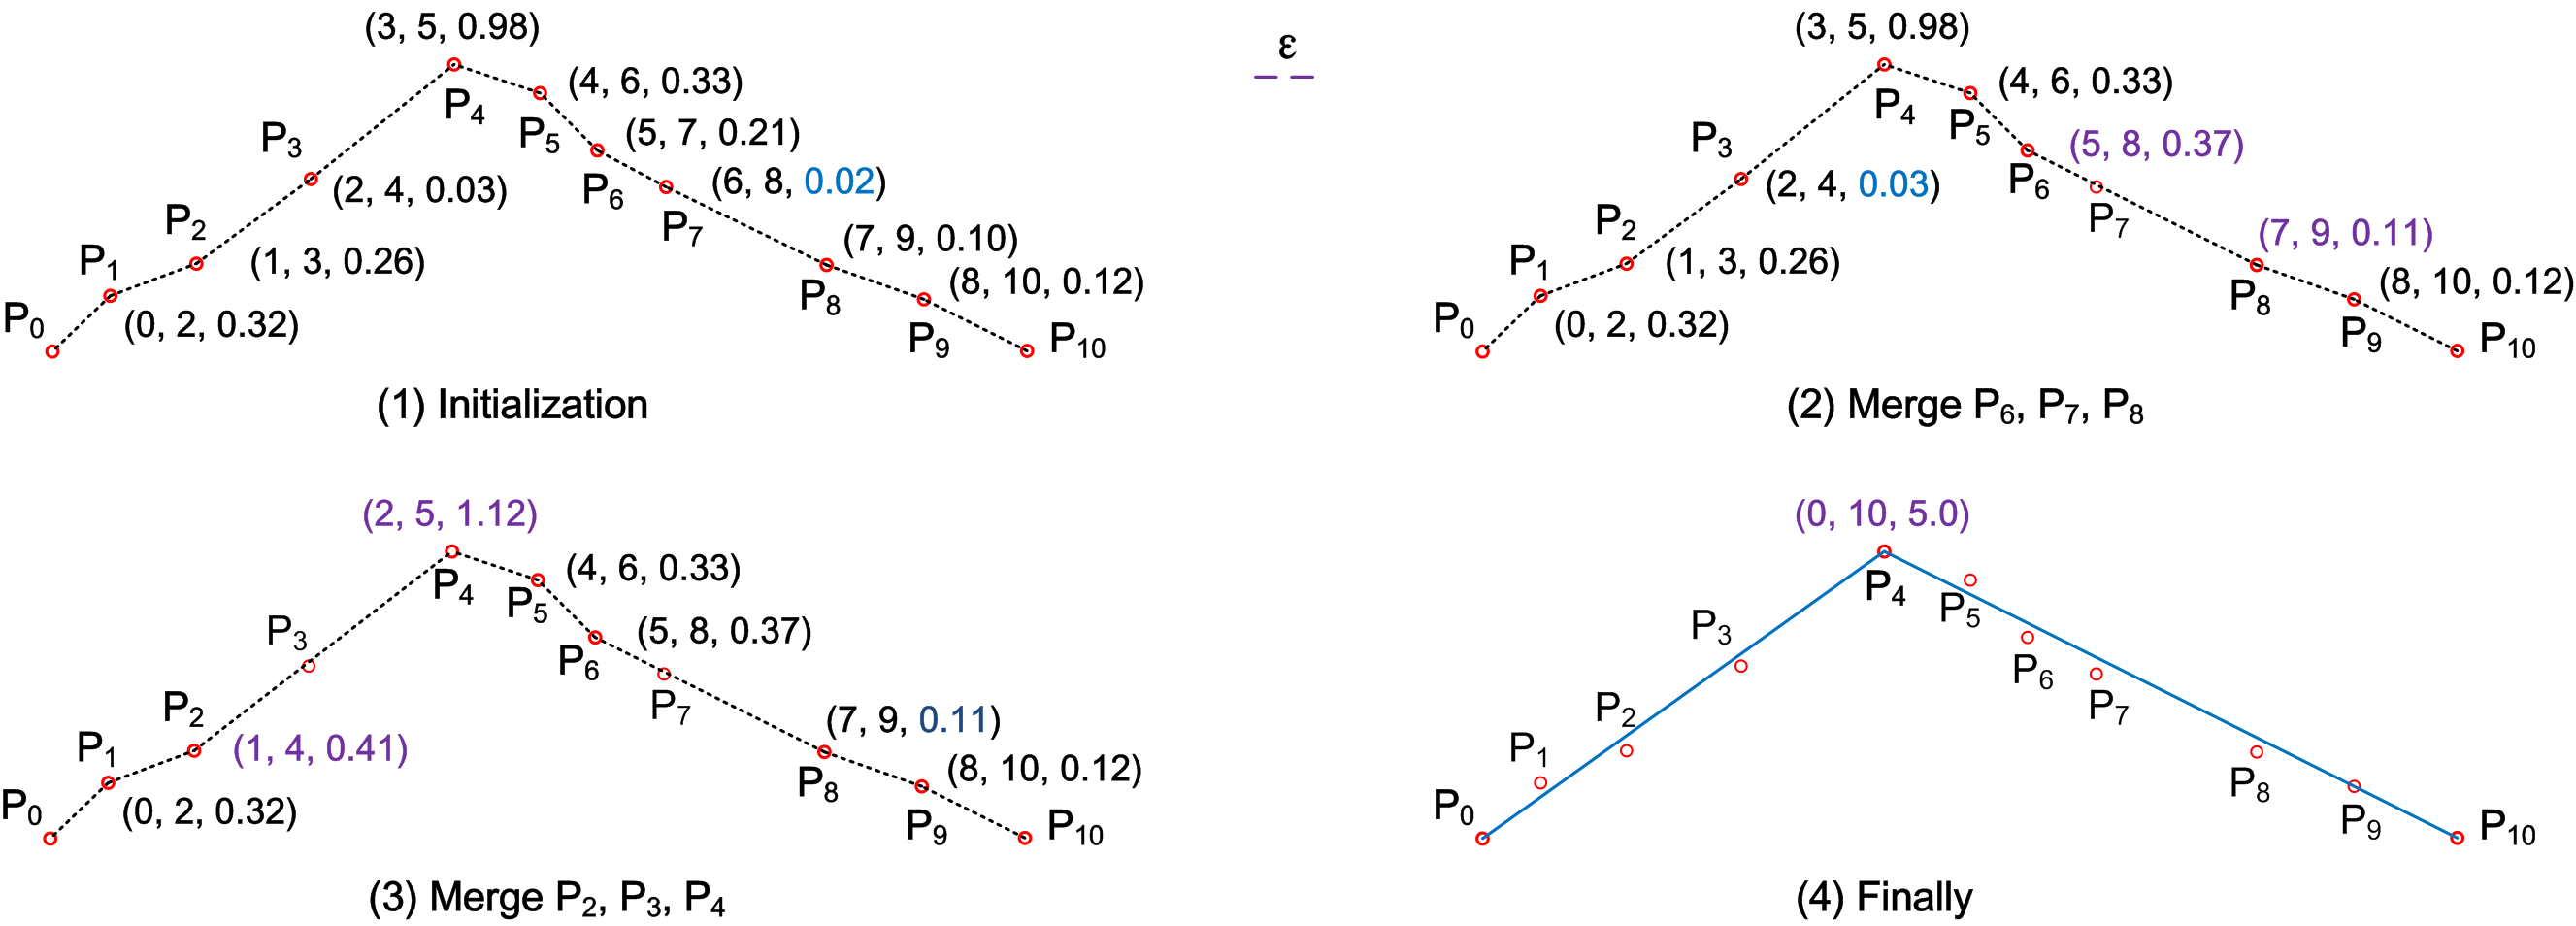 (3, 5, 0.98)
P4
(4, 6, 0.33)
P5
(5, 7, 0.21)
P3
P6
(6, 8, 0.02)
(2, 4, 0.03)
P2
P7
(7, 9, 0.10)
P1
(1, 3, 0.26)
P8
(8, 10, 0.12)
P0
(0, 2, 0.32)
P9
P10
(1) Initialization
ε
(3, 5, 0.98)
P4
(4, 6, 0.33)
P5
(5, 8, 0.37)
P3
P6
(2, 4, 0.03)
P2
P7
(7, 9, 0.11)
P1
(1, 3, 0.26)
P8
(8, 10, 0.12)
P0
(0, 2, 0.32)
P9
P10
(2) Merge P6, P7, P8
(2, 5, 1.12)
P4
(4, 6, 0.33)
P5
P3
(5, 8, 0.37)
P6
P2
P7
(7, 9, 0.11)
P1
(1, 4, 0.41)
P8
(8, 10, 0.12)
P0
(0, 2, 0.32)
P9
P10
(3) Merge P2, P3, P4
(0, 10, 5.0)
P4
P5
P3
P6
P2
P7
P1
P8
P0
P9
P10
(4) Finally